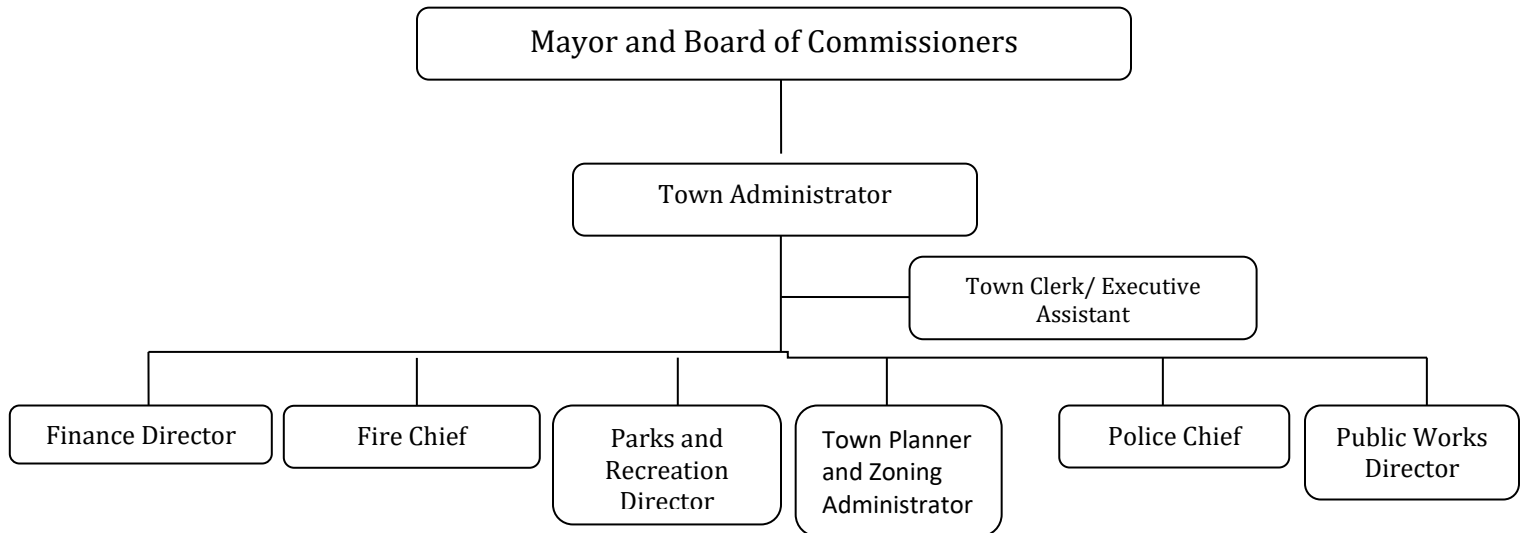 Mayor and Board of Commissioners
Town Administrator
Town Clerk/ Executive
Assistant
Finance Director
Fire Chief
Parks and
Recreation
Director
Town Planner
and Zoning
Administrator
Police Chief
Public Works
Director